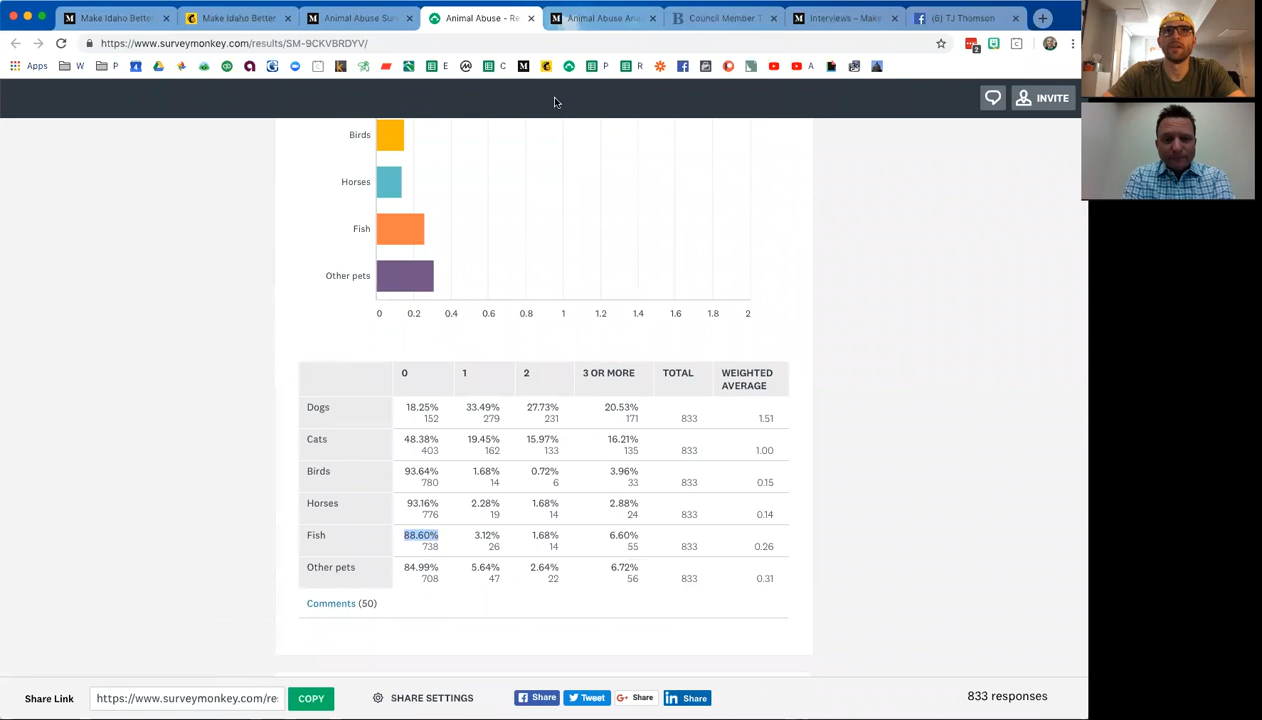 Make Idaho Better
Make Idaho Better
Animal Abuse Sur
Animal Abuse - Re
Animal Abuse Ana
Council Member T
Interviews – Make
(6) TJ Thomson
https://www.surveymonkey.com/results/SM-9CKVBRDYV/
2
Apps W P E C P R A
INVITE
Birds
Horses
Fish
Other pets
0 0.2 0.4 0.6 0.8 1 1.2 1.4 1.6 1.8 2
0 1 2 3 OR MORE TOTAL WEIGHTED
AVERAGE
Dogs 18.25% 33.49% 27.73% 20.53%
152 279 231 171 833 1.51
Cats 48.38% 19.45% 15.97% 16.21%
403 162 133 135 833 1.00
Birds 93.64% 1.68% 0.72% 3.96%
780 14 6 33 833 0.15
Horses 93.16% 2.28% 1.68% 2.88%
776 19 14 24 833 0.14
Fish 88.60% 3.12% 1.68% 6.60%
738 26 14 55 833 0.26
Other pets 84.99% 5.64% 2.64% 6.72%
708 47 22 56 833 0.31
Comments (50)
Share Link https://www.surveymonkey.com/re COPY SHARE SETTINGS Share Tweet Share Share 833 responses